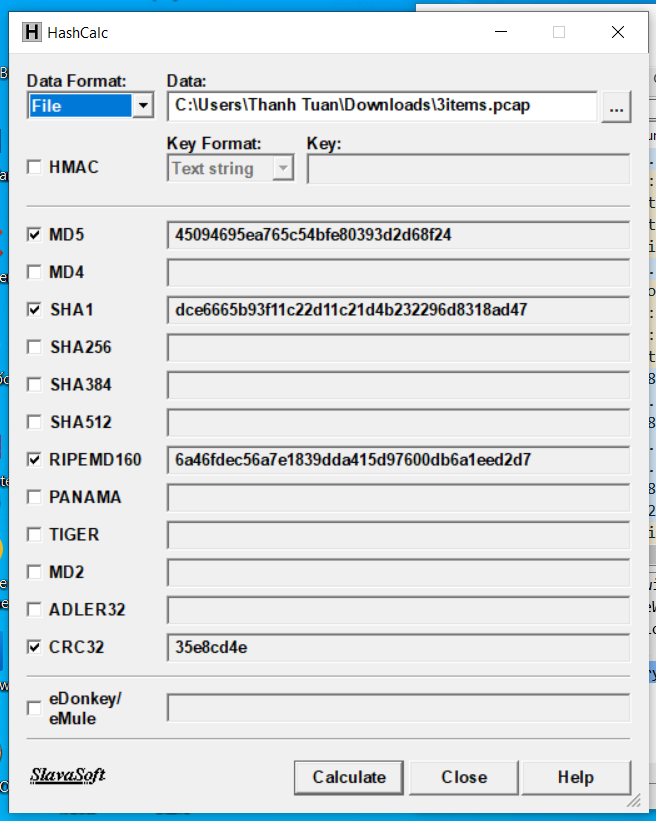 HashCalc
Data Format: Data:
File C:\Users\Thanh Tuan\Downloads\3items.pcap ...
Key Format: Key:
HMAC Text string
MD5 45094695ea765c54bfe80393d2d68f24
MD4
SHA1 dce6665b93f11c22d11c21d4b232296d8318ad47
SHA256
SHA384
SHA512
RIPEMD160 6a46fdec56a7e1839dda415d97600db6a1eed2d7
PANAMA
TIGER
MD2
ADLER32
CRC32 35e8cd4e
eDonkey/
eMule
SlavaSoft Calculate Close Help